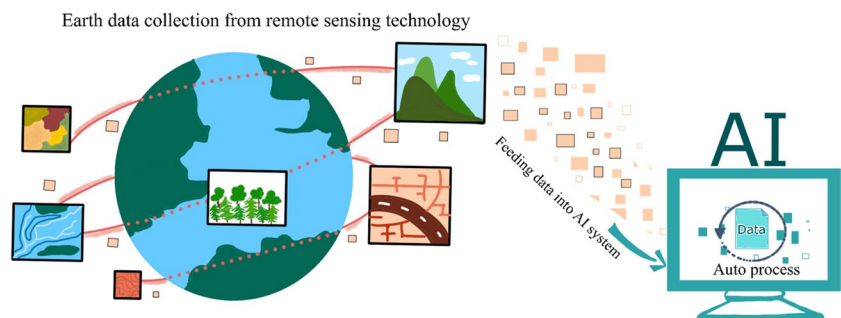 Earth data collection from remote sensing technology
Feeding data into AI system
AI
Data
Auto process